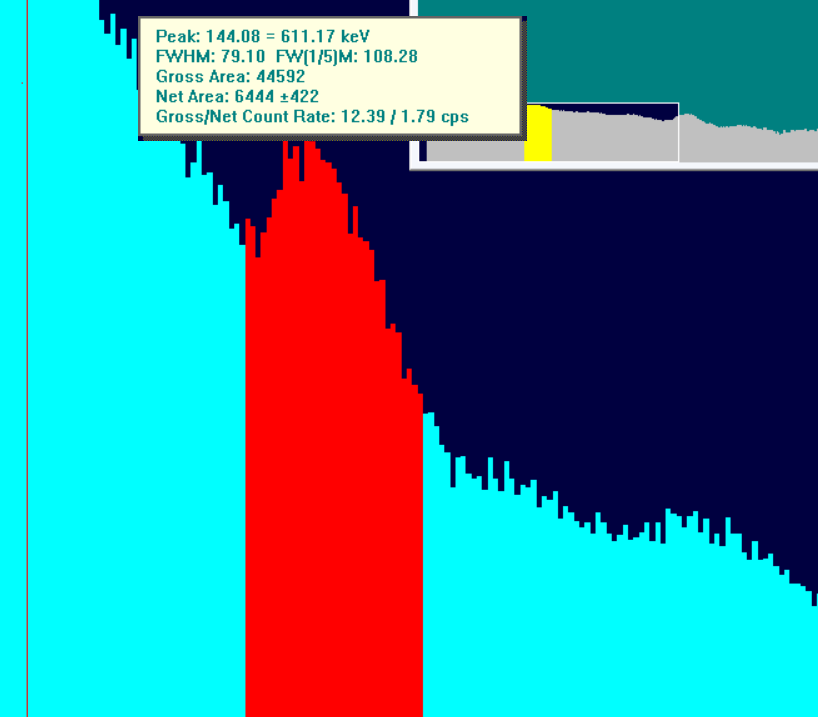 Peak: 144.08 = 611.17 keV
FWHM: 79.10  FW(1/5)M: 108.28
Gross Area: 44592
Net Area: 6444 ±422
Gross/Net Count Rate: 12.39 / 1.79 cps